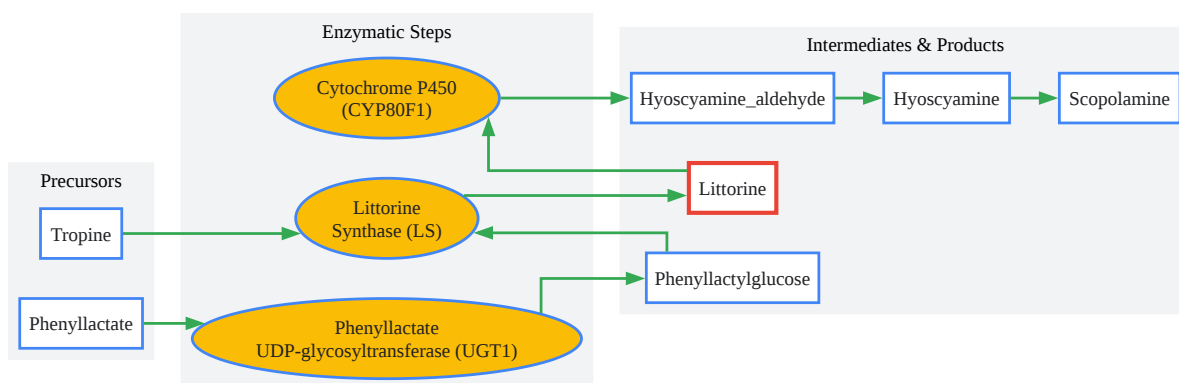 Enzymatic Steps
Intermediates & Products
Cytochrome P450
(CYP80F1)
Hyoscyamine_aldehyde
Hyoscyamine
Scopolamine
Precursors
Littorine
Littorine
Synthase (LS)
Tropine
Phenyllactylglucose
Phenyllactate
Phenyllactate
UDP-glycosyltransferase (UGT1)